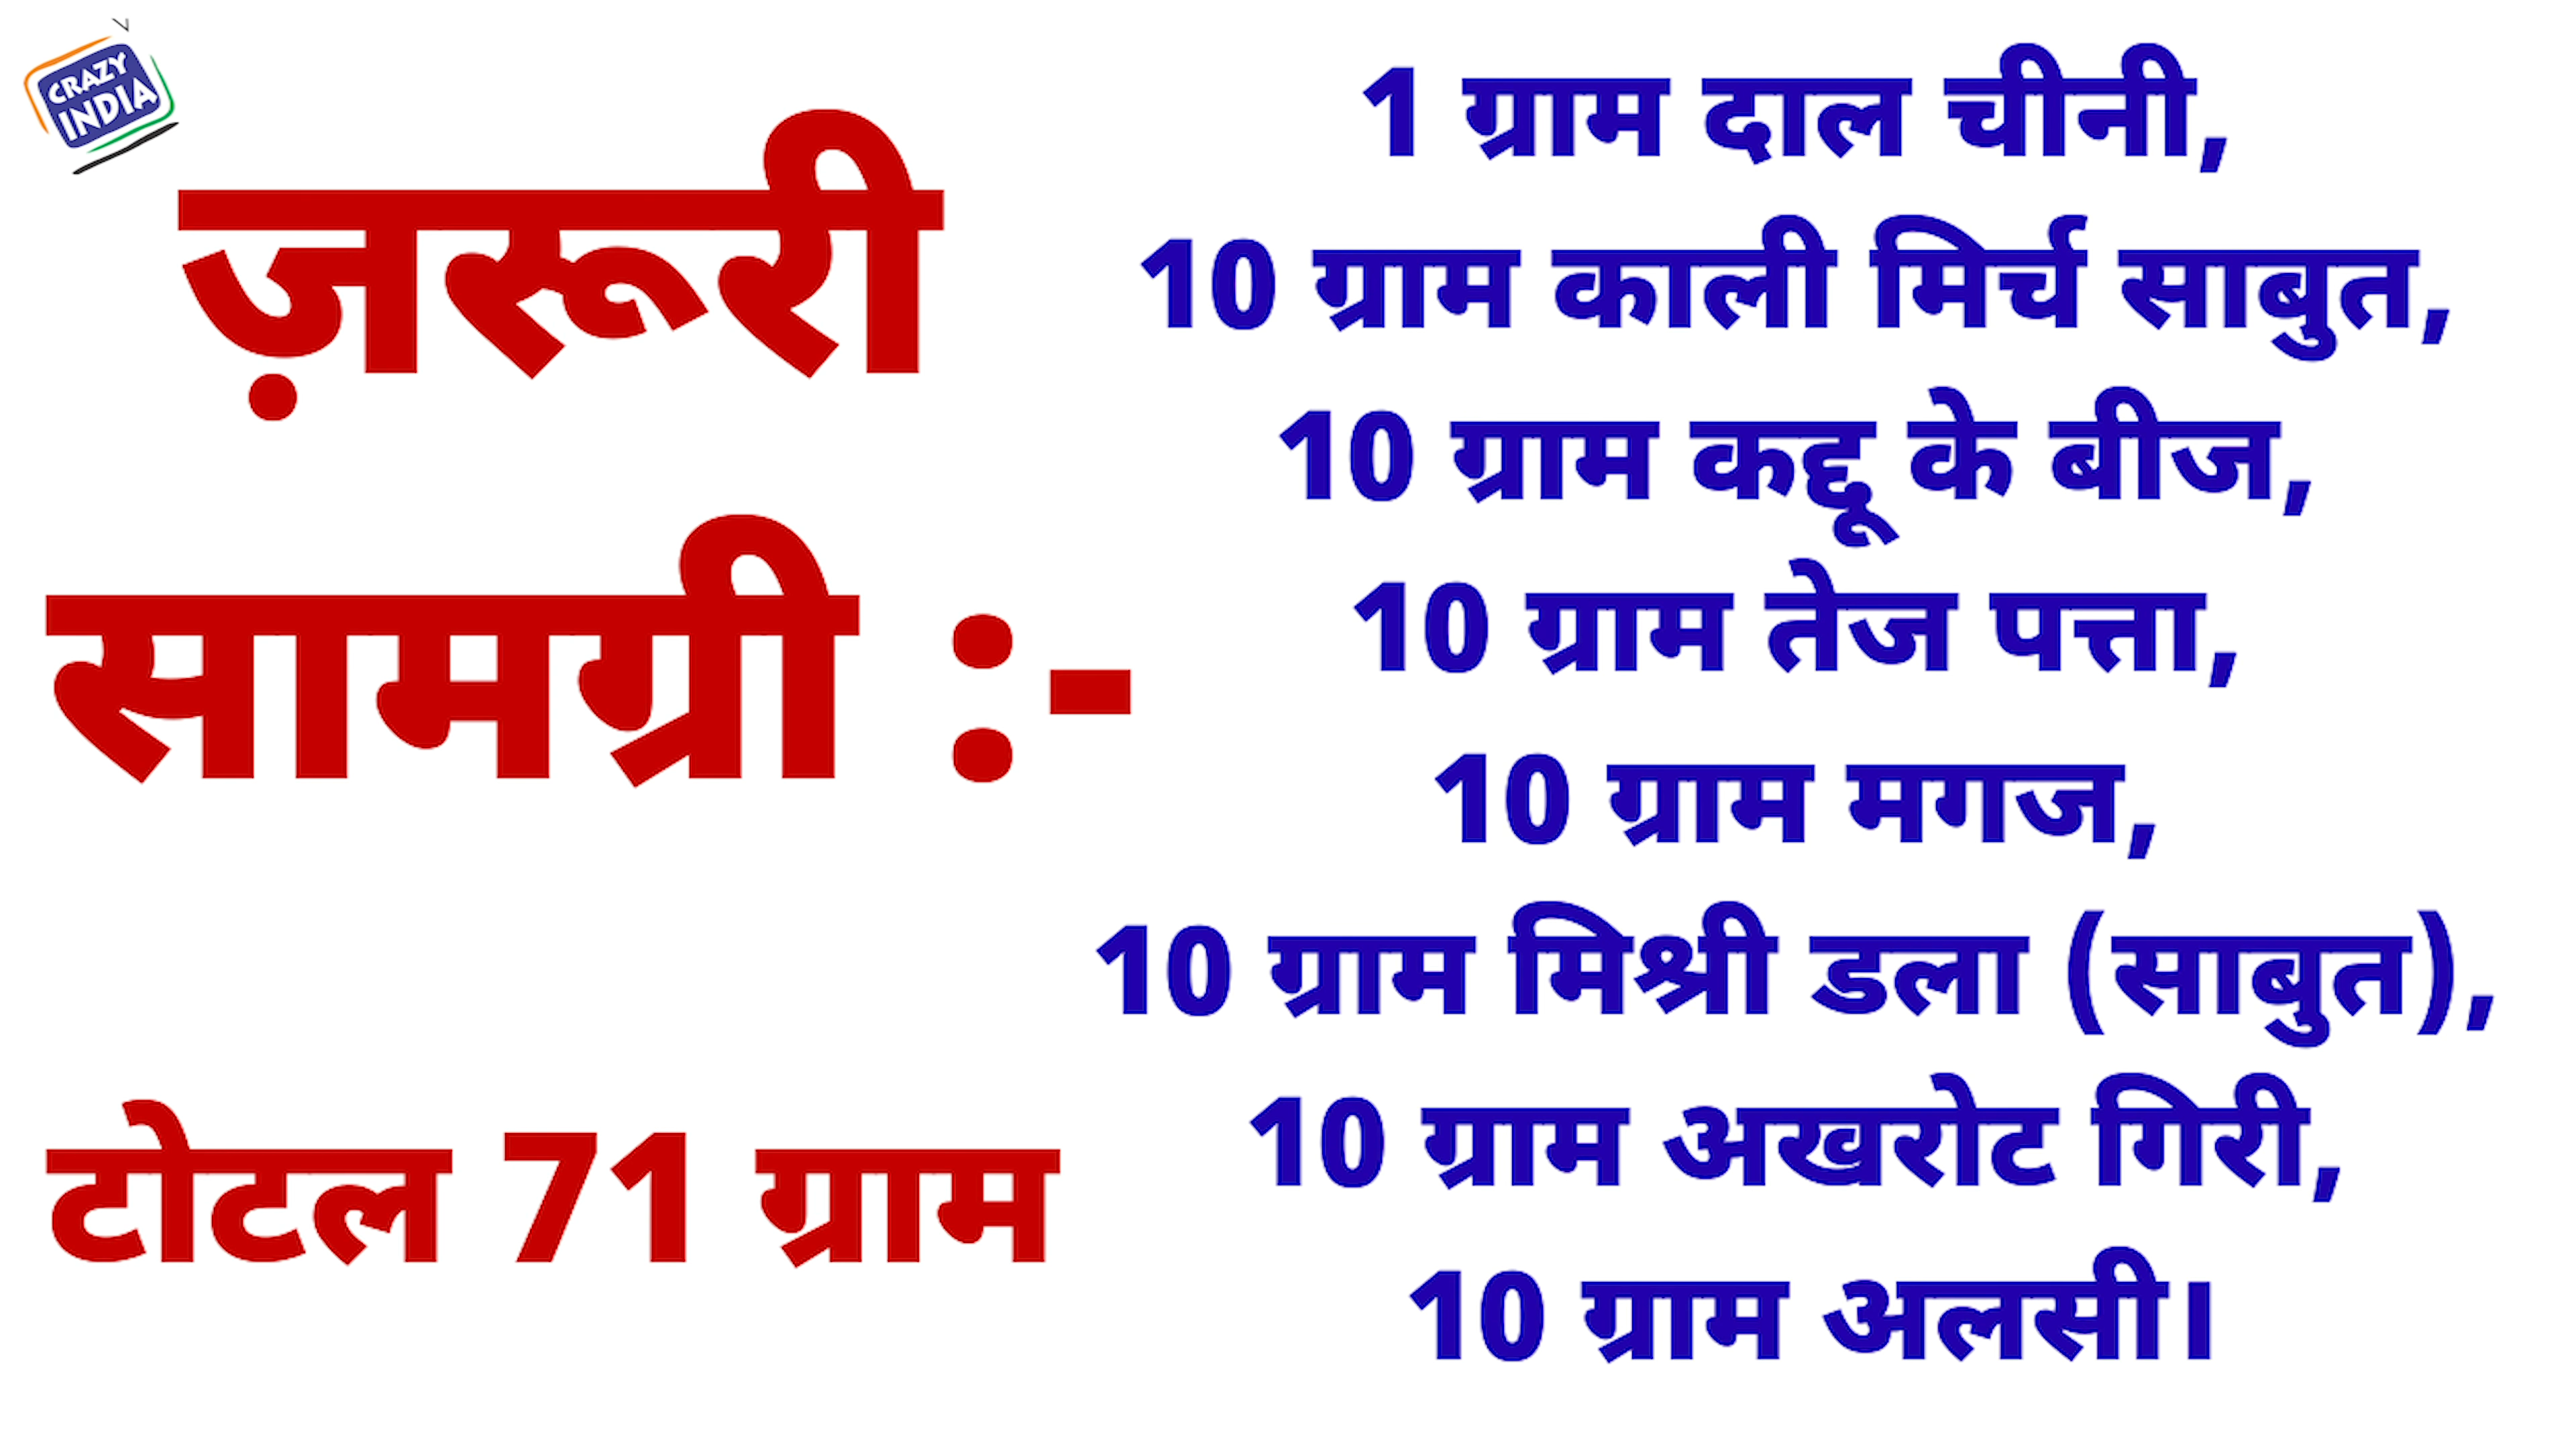 CRAZY
INDIA
ज़रूरी
सामग्री :-
टोटल 71 ग्राम
1 ग्राम दाल चीनी,
10 ग्राम काली मिर्च साबुत,
10 ग्राम कद्दू के बीज,
10 ग्राम तेज पत्ता,
10 ग्राम मगज,
10 ग्राम मिश्री डला (साबुत),
10 ग्राम अखरोट गिरी,
10 ग्राम अलसी।